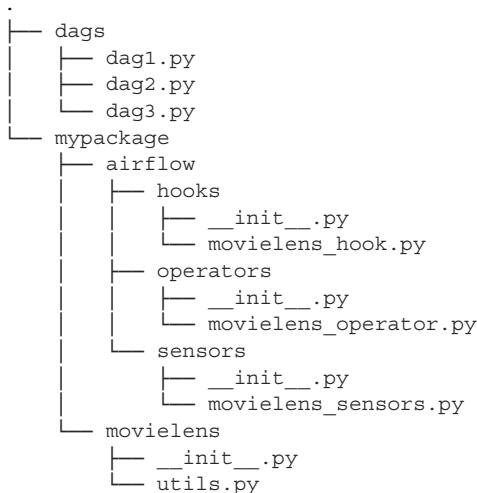 .
├── dags
│   ├── dag1.py
│   ├── dag2.py
│   └── dag3.py
└── mypackage
    ├── airflow
    │   ├── hooks
    │   │   ├── __init__.py
    │   │   └── movielens_hook.py
    │   ├── operators
    │   │   ├── __init__.py
    │   │   └── movielens_operator.py
    │   └── sensors
    │       ├── __init__.py
    │       └── movielens_sensors.py
    └── movielens
        ├── __init__.py
        └── utils.py